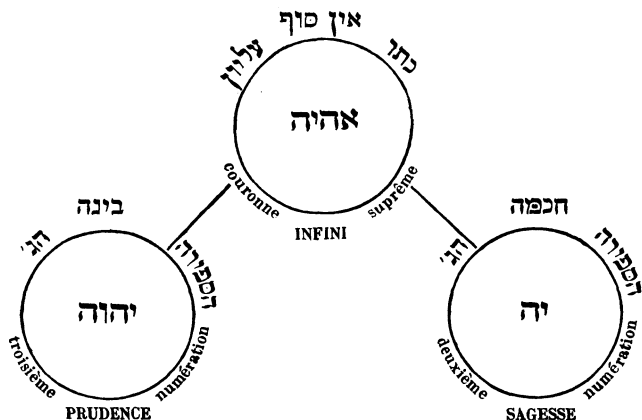 כתר אין סוף עליון
אהיה
couronne suprême
INFINI
הספירה הג׳
בינה
יהוה
troisième numération
PRUDENCE
הספירה הג׳
חכמה
יה
deuxième numération
SAGESSE